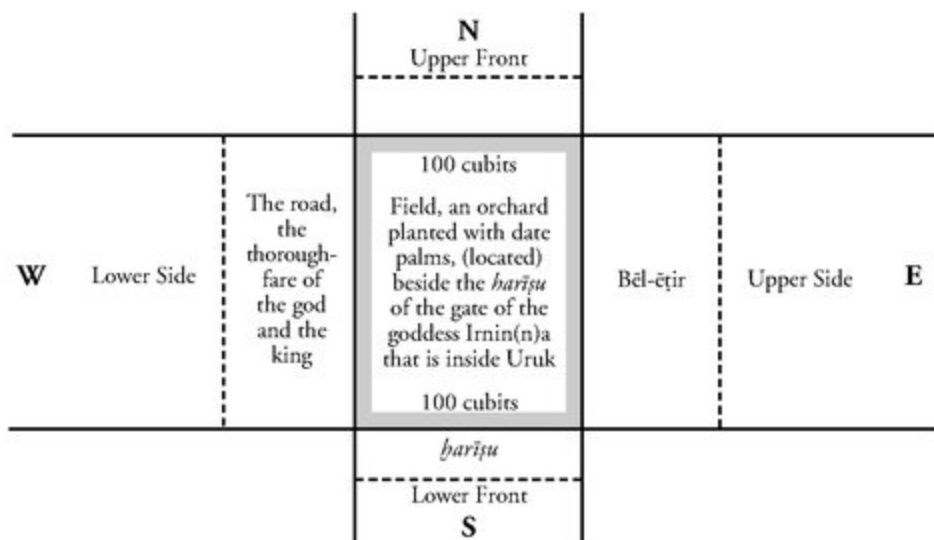 N
Upper Front
100 cubits
The road,
the
thorough-
fare of
the god
and the
king
Field, an orchard
planted with date
palms, (located)
beside the ḫarīṣu
of the gate of the
goddess Irnin(n)a
that is inside Uruk
W
Lower Side
Bēl-ēṭir
Upper Side
E
100 cubits
ḫarīṣu
Lower Front
S